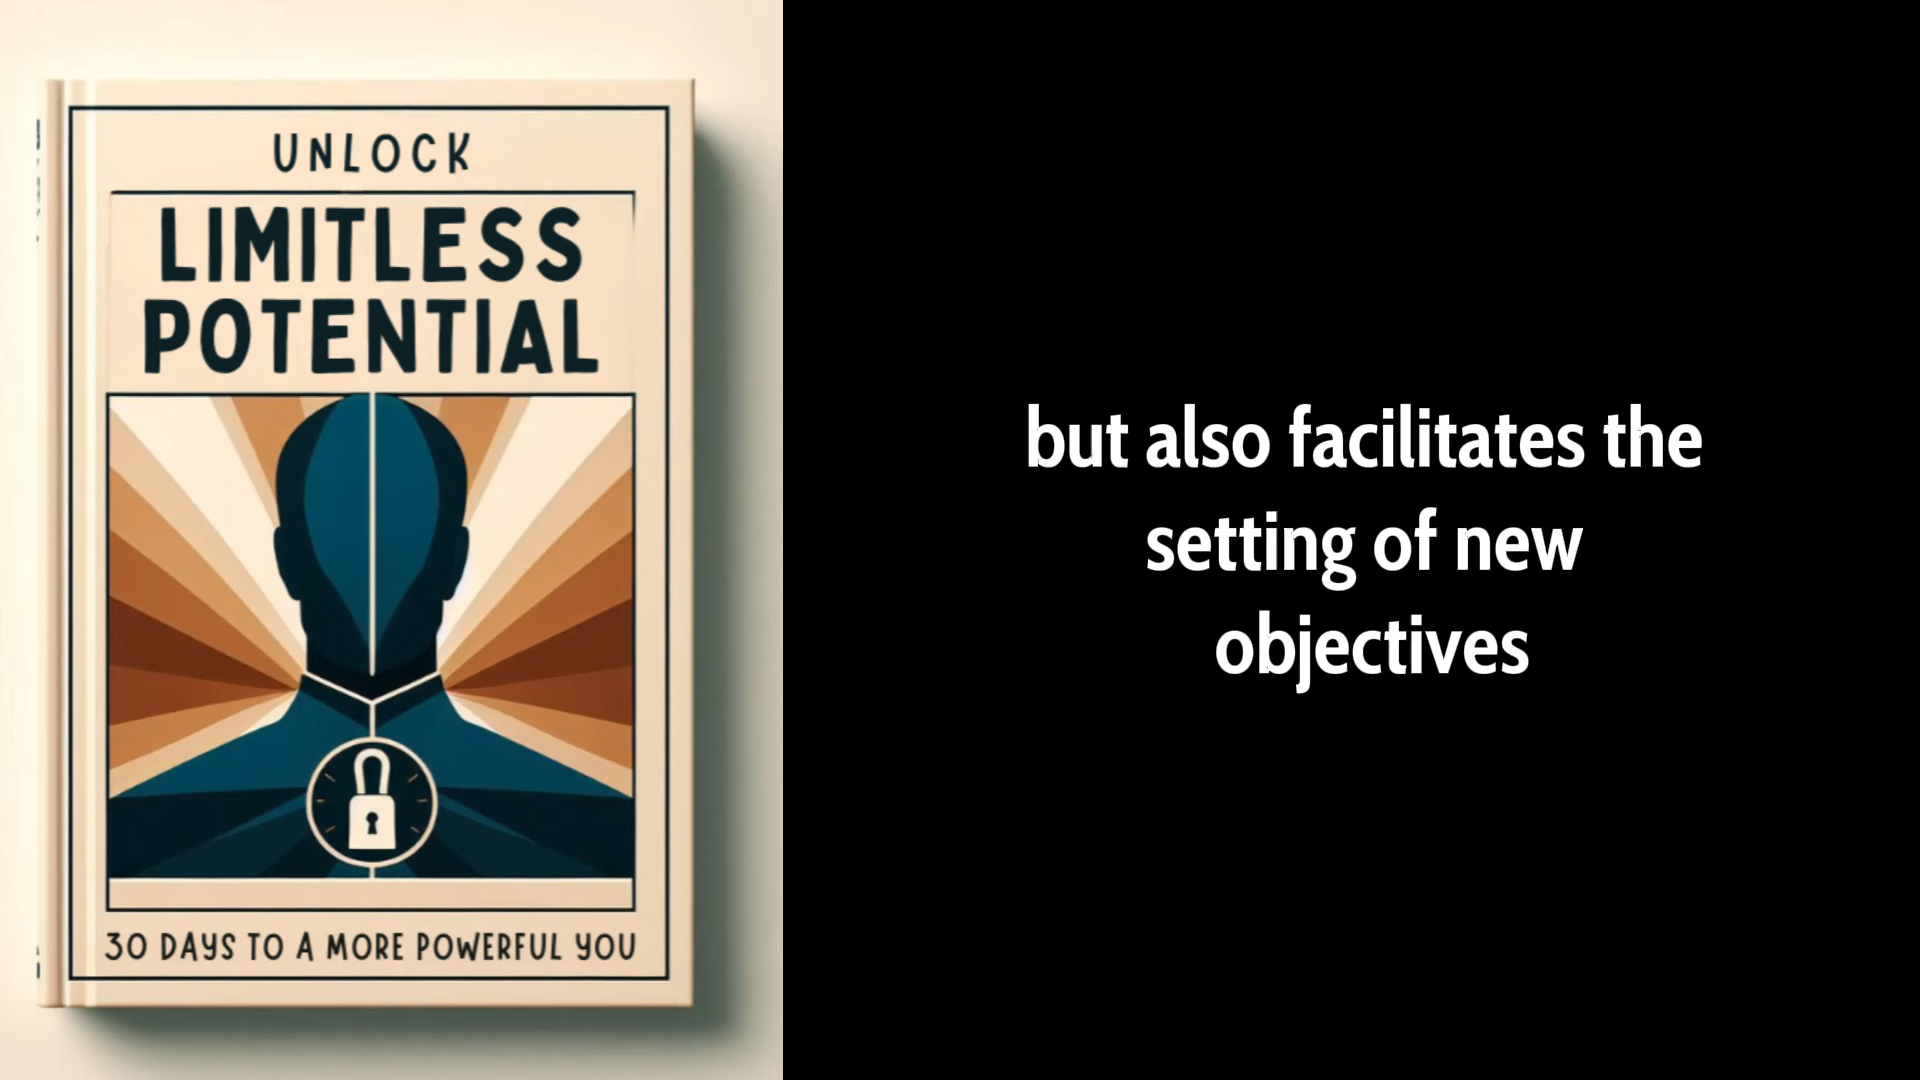 UNLOCK
LIMITLESS
POTENTIAL
30 DAYS TO A MORE POWERFUL YOU
but also facilitates the
setting of new
objectives